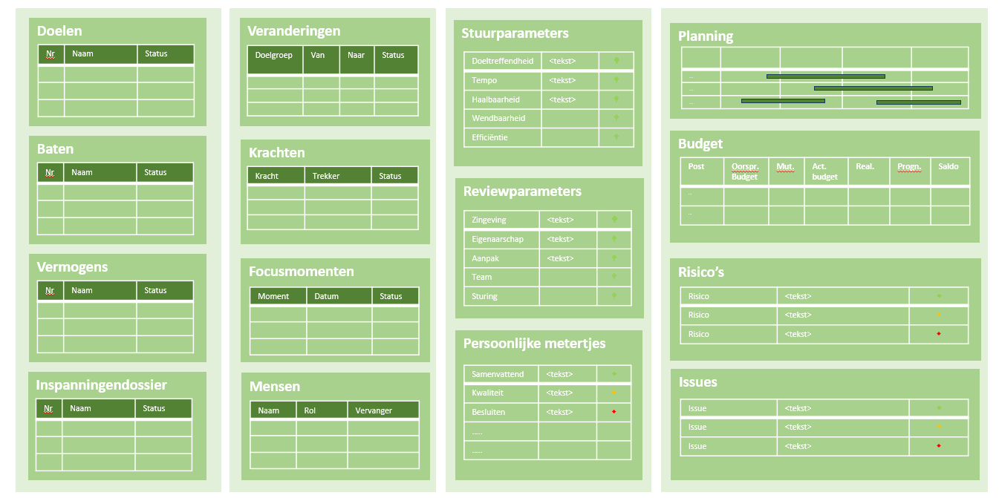 Doelen
Nr Naam Status
Baten
Nr Naam Status
Vermogens
Nr Naam Status
Inspanningendossier
Nr Naam Status
Veranderingen
Doelgroep Van Naar Status
Krachten
Kracht Trekker Status
Focusmomenten
Moment Datum Status
Mensen
Naam Rol Vervanger
Stuurparameters
Doeltreffendheid <tekst>
Tempo <tekst>
Haalbaarheid <tekst>
Wendbaarheid
Efficiëntie
Reviewparameters
Zingeving <tekst>
Eigenaarschap <tekst>
Aanpak <tekst>
Team
Sturing
Persoonlijke metertjes
Samenvattend <tekst>
Kwaliteit <tekst>
Besluiten <tekst>
.....
.....
Planning
...
...
...
Budget
Post Oorspr. Mut. Act. Real. Progn. Saldo
Budget budget
..
..
Risico’s
Risico <tekst>
Risico <tekst>
Risico <tekst>
Issues
Issue <tekst>
Issue <tekst>
Issue <tekst>